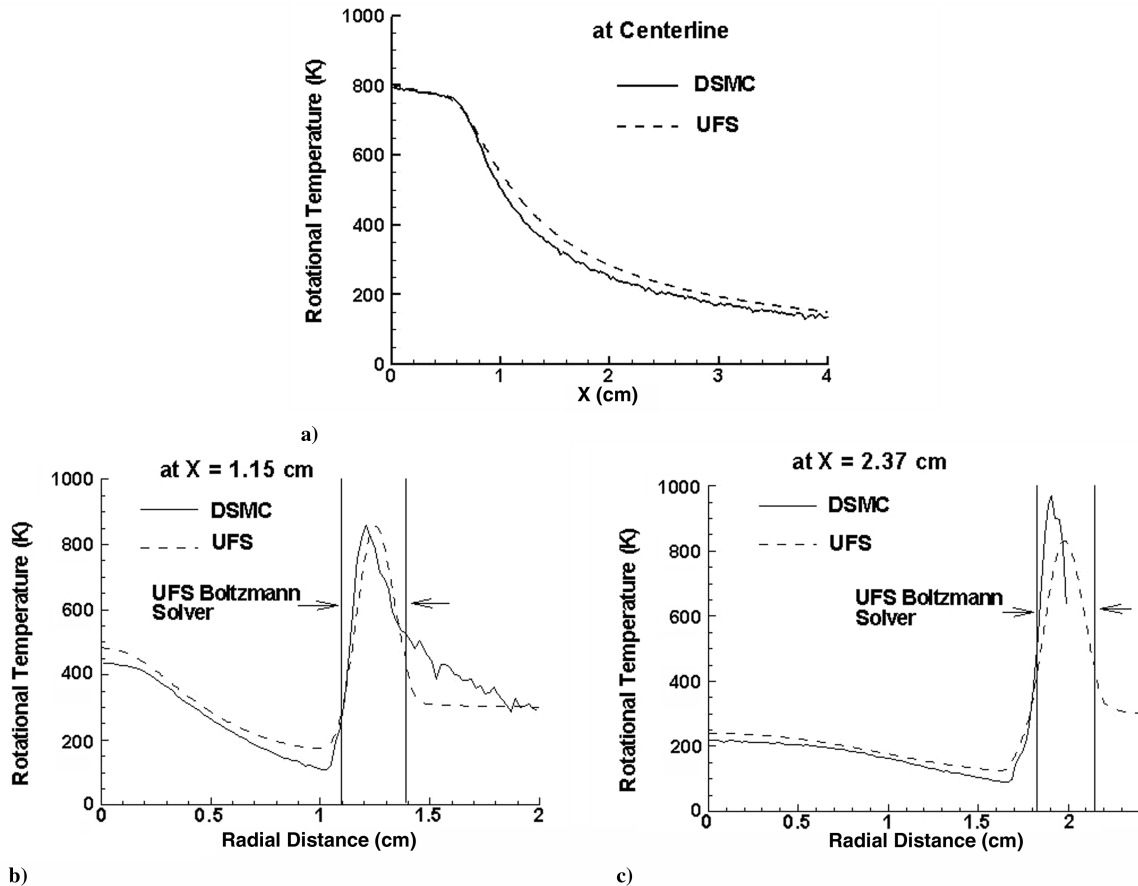 at Centerline
DSMC
UFS
Rotational Temperature (K)
1000
800
600
400
200
0
0
1
2
3
4
X (cm)
a)
at X = 1.15 cm
DSMC
UFS
UFS Boltzmann
Solver
Rotational Temperature (K)
1000
800
600
400
200
0
0
0.5
1
1.5
2
Radial Distance (cm)
b)
at X = 2.37 cm
DSMC
UFS
UFS Boltzmann
Solver
Rotational Temperature (K)
1000
800
600
400
200
0
0
0.5
1
1.5
2
Radial Distance (cm)
c)